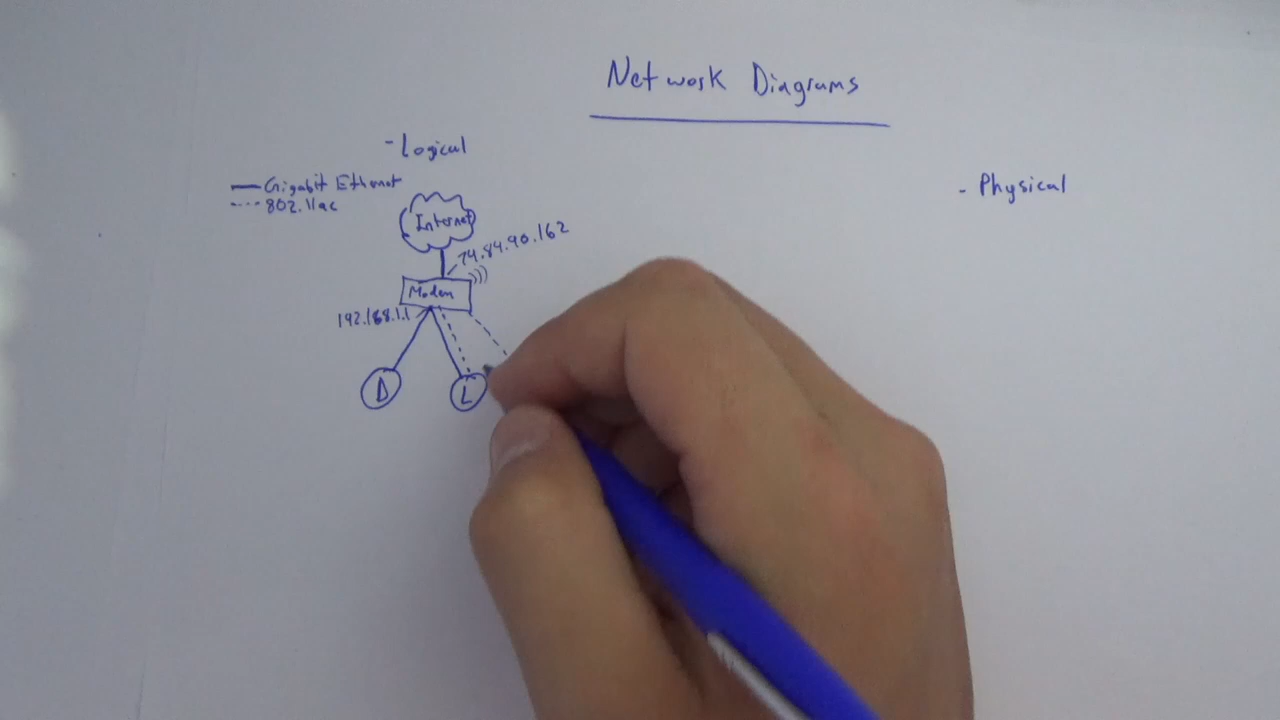 Network Diagrams
- Logical
Gigabit Ethernet
802.11ac
- Physical
Internet
74.84.90.162
Modem
192.168.1.1
D
L